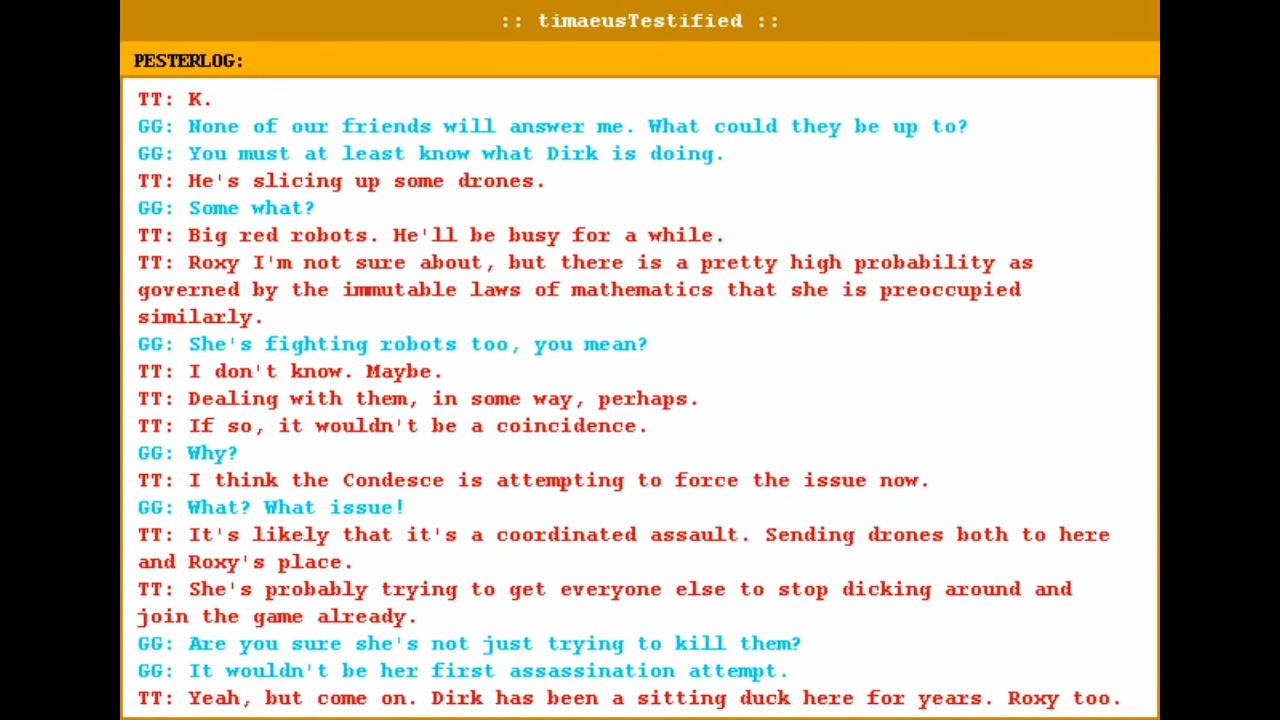 :: timaeusTestified ::
PESTERLOG:
TT: K.
GG: None of our friends will answer me. What could they be up to?
GG: You must at least know what Dirk is doing.
TT: He's slicing up some drones.
GG: Some what?
TT: Big red robots. He'll be busy for a while.
TT: Roxy I'm not sure about, but there is a pretty high probability as
governed by the immutable laws of mathematics that she is preoccupied
similarly.
GG: She's fighting robots too, you mean?
TT: I don't know. Maybe.
TT: Dealing with them, in some way, perhaps.
TT: If so, it wouldn't be a coincidence.
GG: Why?
TT: I think the Condesce is attempting to force the issue now.
GG: What? What issue!
TT: It's likely that it's a coordinated assault. Sending drones both to here
and Roxy's place.
TT: She's probably trying to get everyone else to stop dicking around and
join the game already.
GG: Are you sure she's not just trying to kill them?
GG: It wouldn't be her first assassination attempt.
TT: Yeah, but come on. Dirk has been a sitting duck here for years. Roxy too.